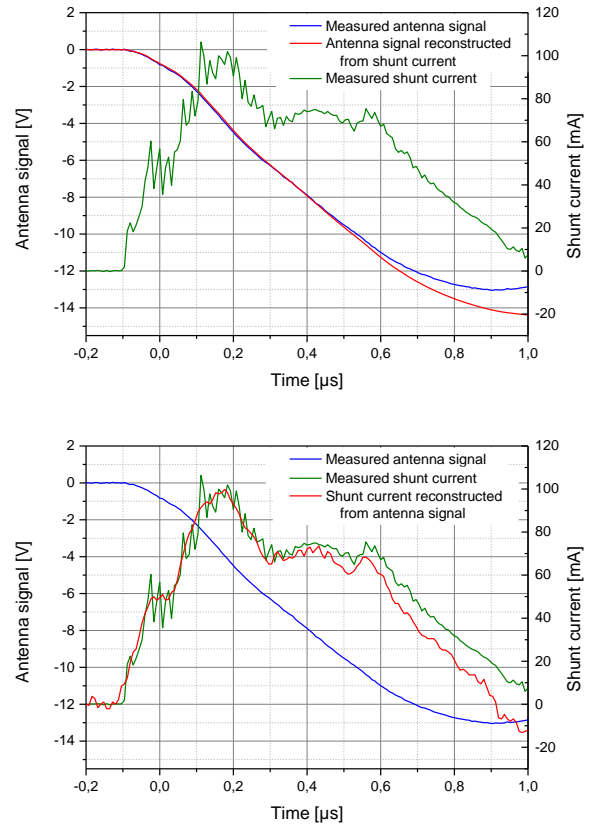 Measured antenna signal
Antenna signal reconstructed
from shunt current
Measured shunt current
2
0
-2
-4
-6
-8
-10
-12
-14
120
100
80
60
40
20
0
-20
Antenna signal [V]
Shunt current [mA]
-0,2 0,0 0,2 0,4 0,6 0,8 1,0
Time [µs]
Measured antenna signal
Measured shunt current
Shunt current reconstructed
from antenna signal
2
0
-2
-4
-6
-8
-10
-12
-14
120
100
80
60
40
20
0
-20
Antenna signal [V]
Shunt current [mA]
-0,2 0,0 0,2 0,4 0,6 0,8 1,0
Time [µs]